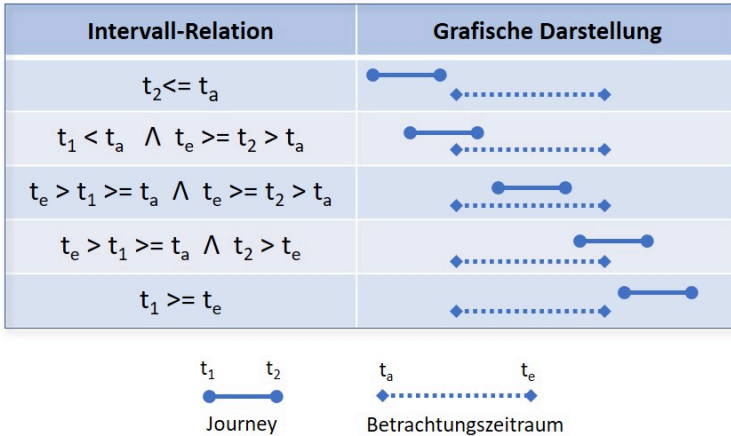 Intervall-Relation Grafische Darstellung
t₂<= tₐ
t₁ < tₐ Λ tₑ >= t₂ > tₐ
tₑ > t₁ >= tₐ Λ tₑ >= t₂ > tₐ
tₑ > t₁ >= tₐ Λ t₂ > tₑ
t₁ >= tₑ
t₁ t₂ tₐ tₑ
Journey Betrachtungszeitraum